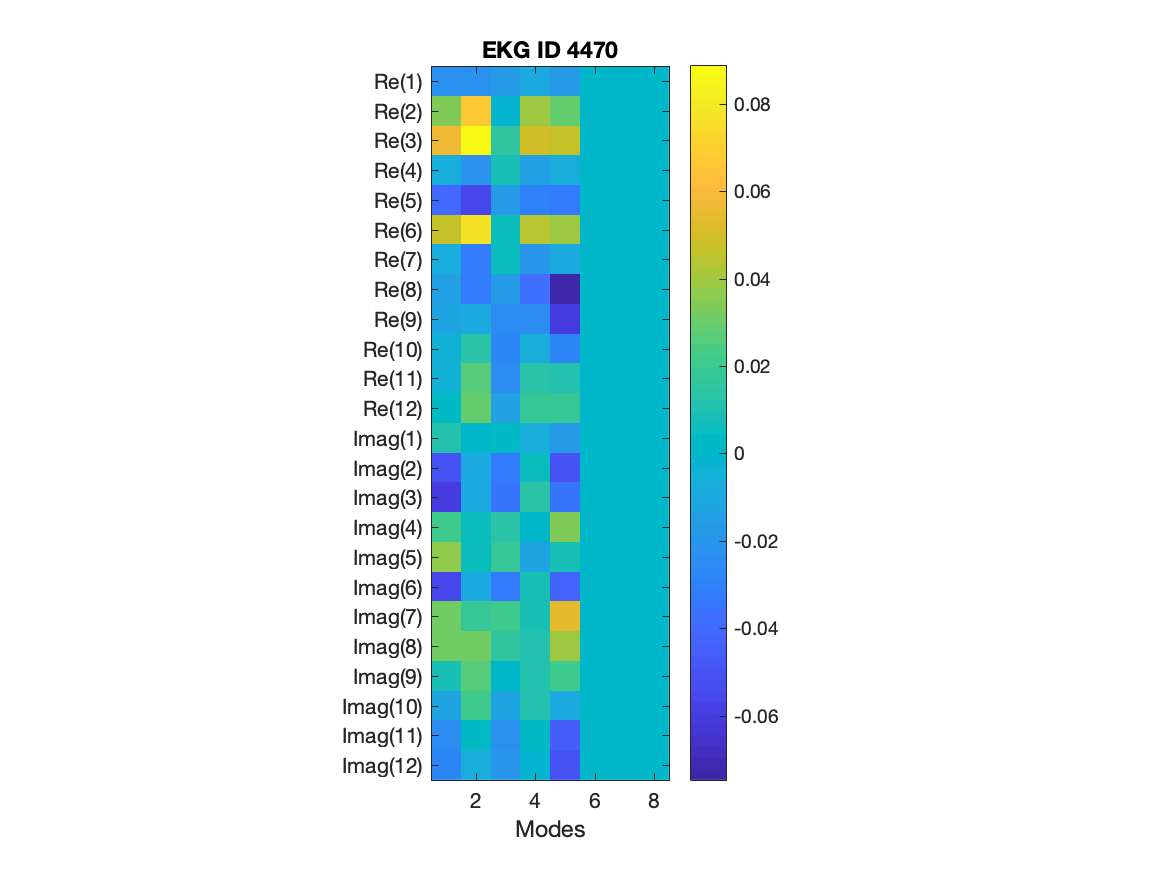 EKG ID 4470
Re(1)
Re(2)
Re(3)
Re(4)
Re(5)
Re(6)
Re(7)
Re(8)
Re(9)
Re(10)
Re(11)
Re(12)
Imag(1)
Imag(2)
Imag(3)
Imag(4)
Imag(5)
Imag(6)
Imag(7)
Imag(8)
Imag(9)
Imag(10)
Imag(11)
Imag(12)
2 4 6 8
Modes
0.08
0.06
0.04
0.02
0
-0.02
-0.04
-0.06